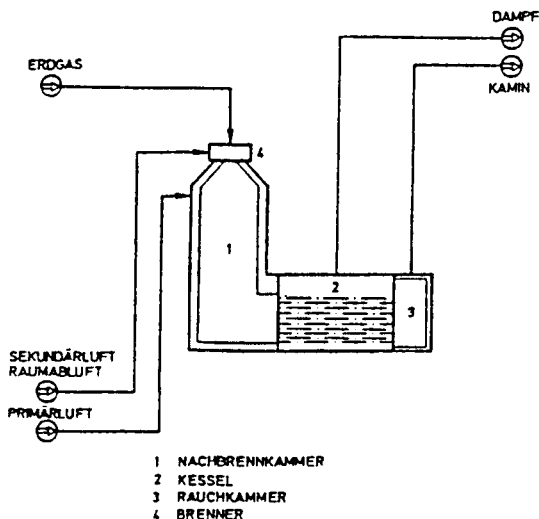 DAMPF
KAMIN
ERDGAS
4
1
2
3
SEKUNDÄRLUFT
RAUMABLUFT
PRIMÄRLUFT
1 NACHBRENNKAMMER
2 KESSEL
3 RAUCHKAMMER
4 BRENNER